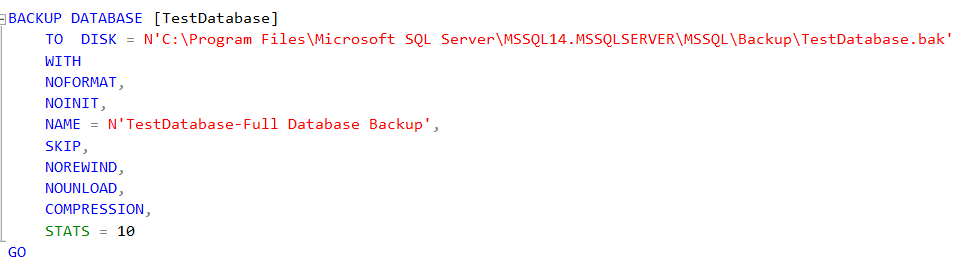 BACKUP DATABASE [TestDatabase]
TO  DISK = N'C:\Program Files\Microsoft SQL Server\MSSQL14.MSSQLSERVER\MSSQL\Backup\TestDatabase.bak'
WITH
NOFORMAT,
NOINIT,
NAME = N'TestDatabase-Full Database Backup',
SKIP,
NOREWIND,
NOUNLOAD,
COMPRESSION,
STATS = 10
GO